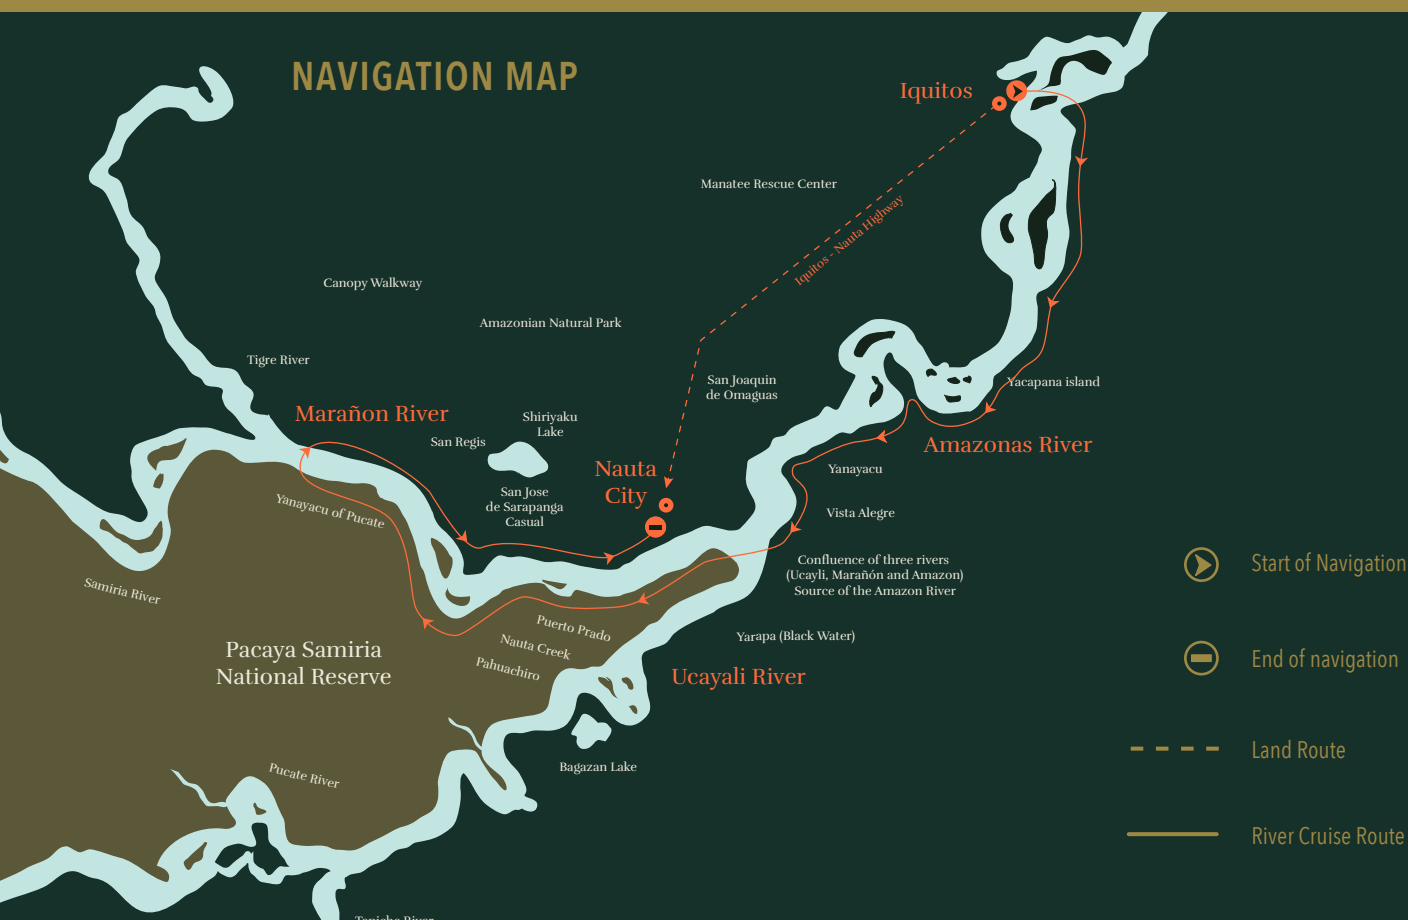 NAVIGATION MAP
Iquitos
Manatee Rescue Center
Iquitos - Nauta Highway
Canopy Walkway
Amazonian Natural Park
Tigre River
San Joaquin
de Omaguas
Yacapana island
Marañon River
Shiriyaku
Lake
San Regis
Amazonas River
Nauta
City
Yanayacu
San Jose
de Sarapanga
Casual
Yanayacu of Pucate
Vista Alegre
Confluence of three rivers
(Ucayli, Marañón and Amazon)
Source of the Amazon River
Start of Navigation
Samiria River
Puerto Prado
Nauta Creek
Pahuachiro
Yarapa (Black Water)
Pacaya Samiria
National Reserve
Ucayali River
End of navigation
Bagazan Lake
Pucate River
Land Route
River Cruise Route